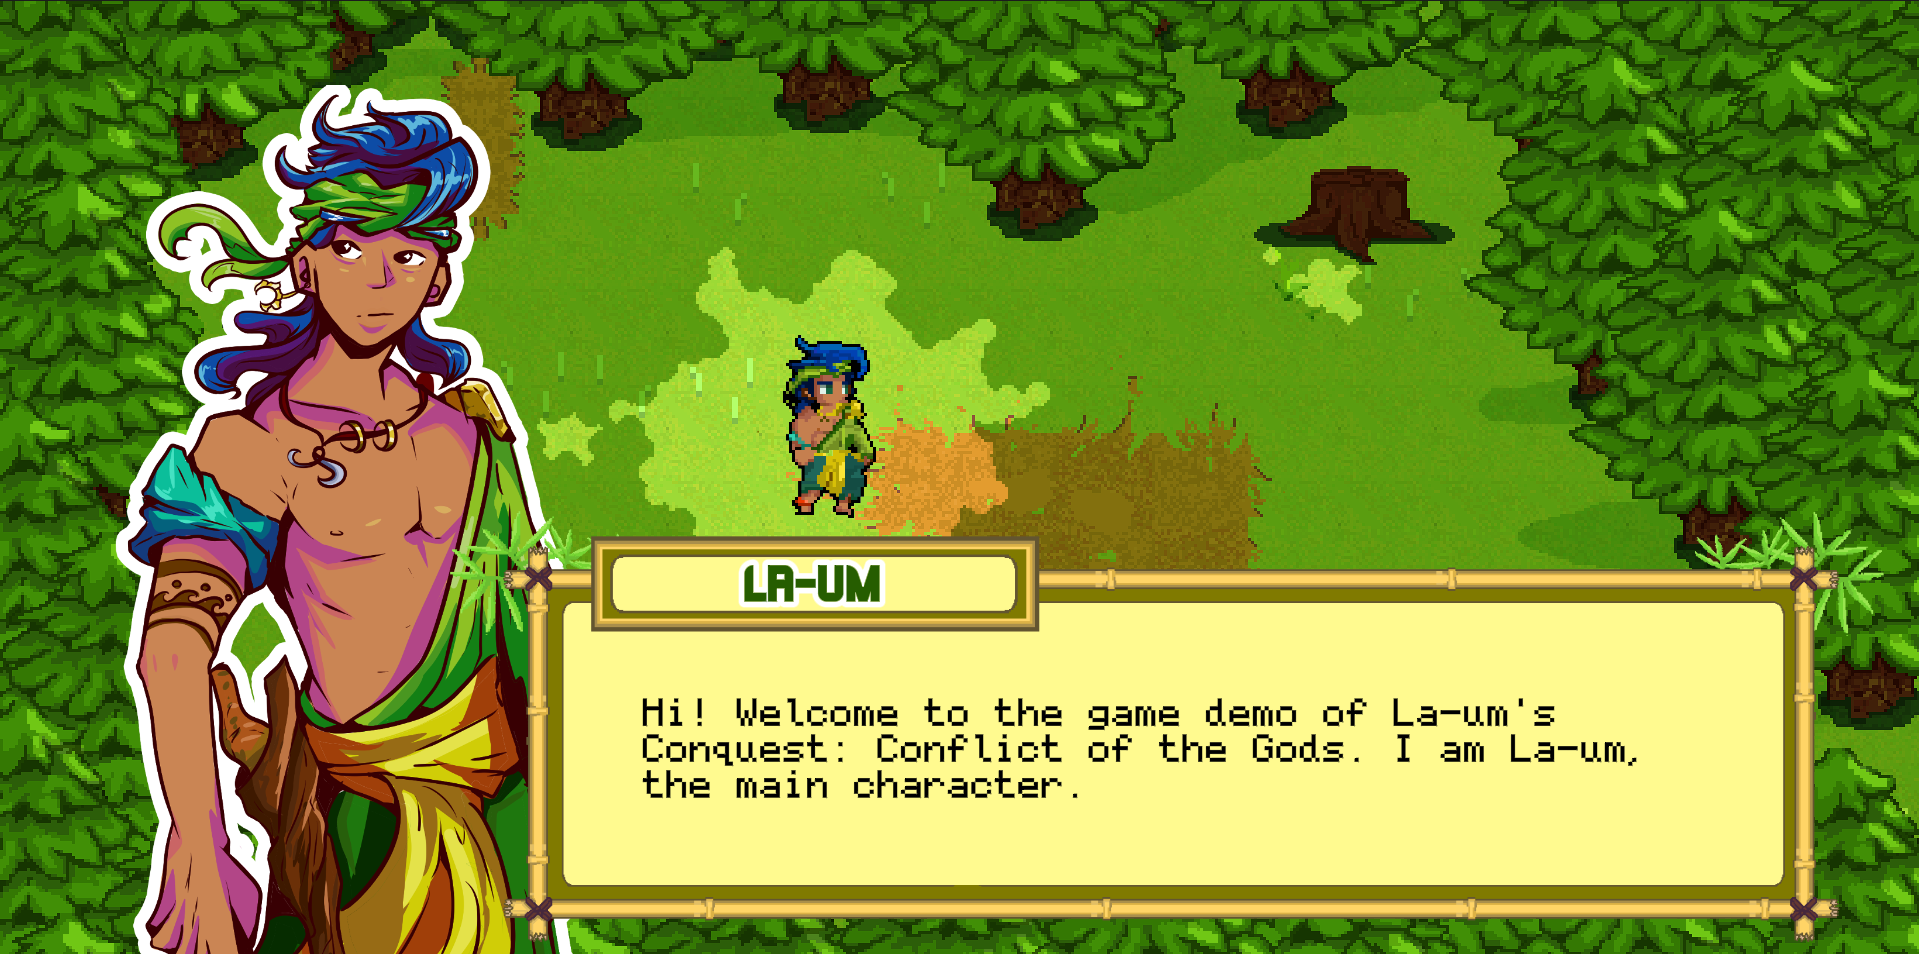 LA-UM
Hi! Welcome to the game demo of La-um's
Conquest: Conflict of the Gods. I am La-um,
the main character.